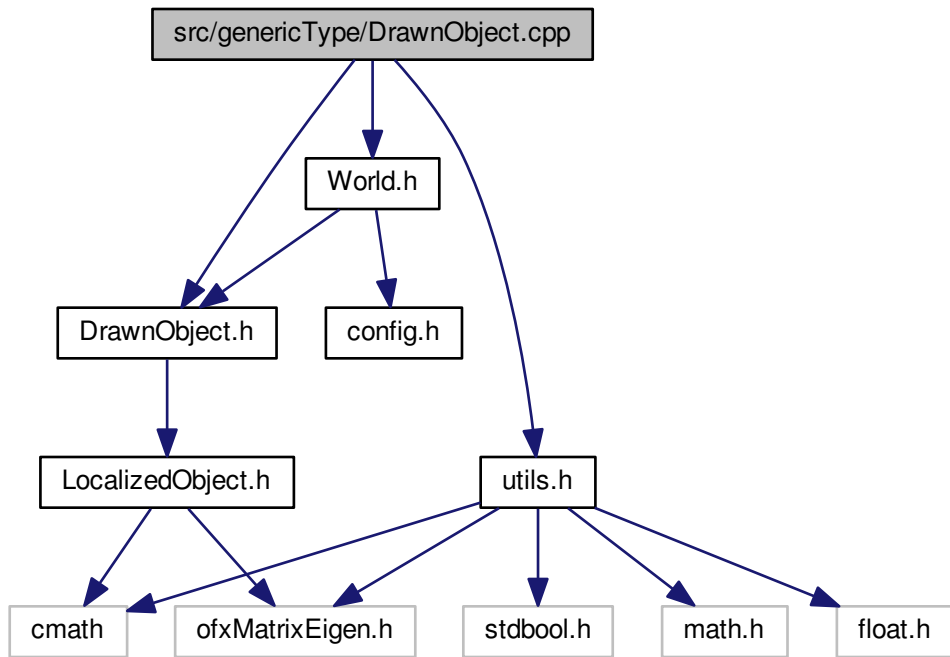 src/genericType/DrawnObject.cpp
World.h
DrawnObject.h
config.h
LocalizedObject.h
utils.h
cmath
ofxMatrixEigen.h
stdbool.h
math.h
float.h